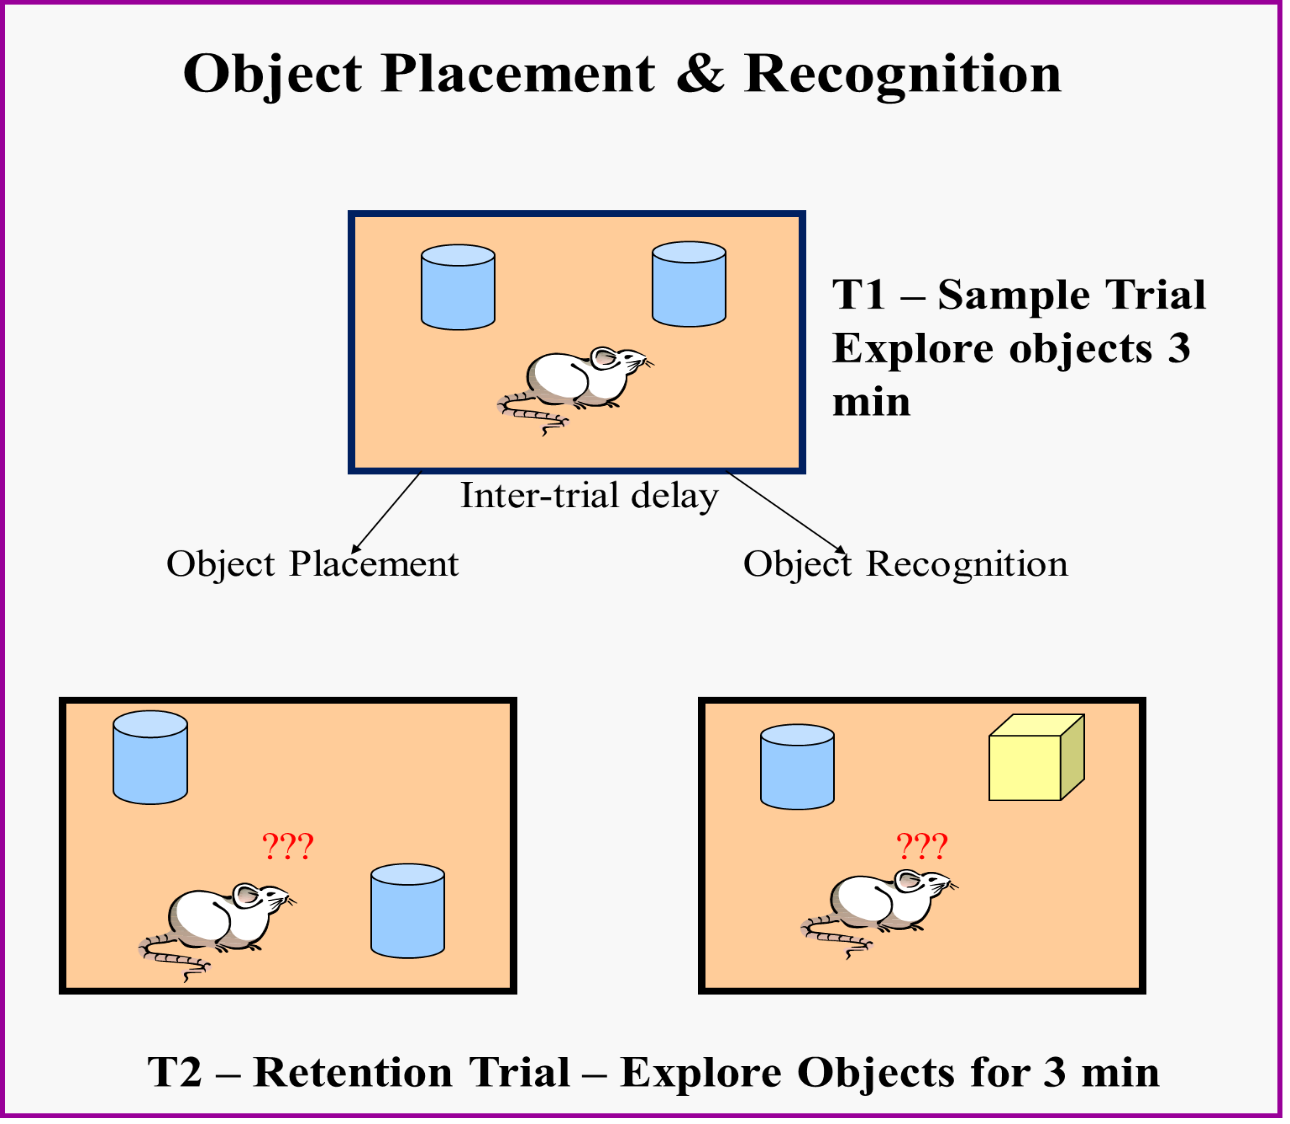 Object Placement & Recognition
T1 – Sample Trial
Explore objects 3
min
Inter-trial delay
Object Placement
Object Recognition
???
???
T2 – Retention Trial – Explore Objects for 3 min